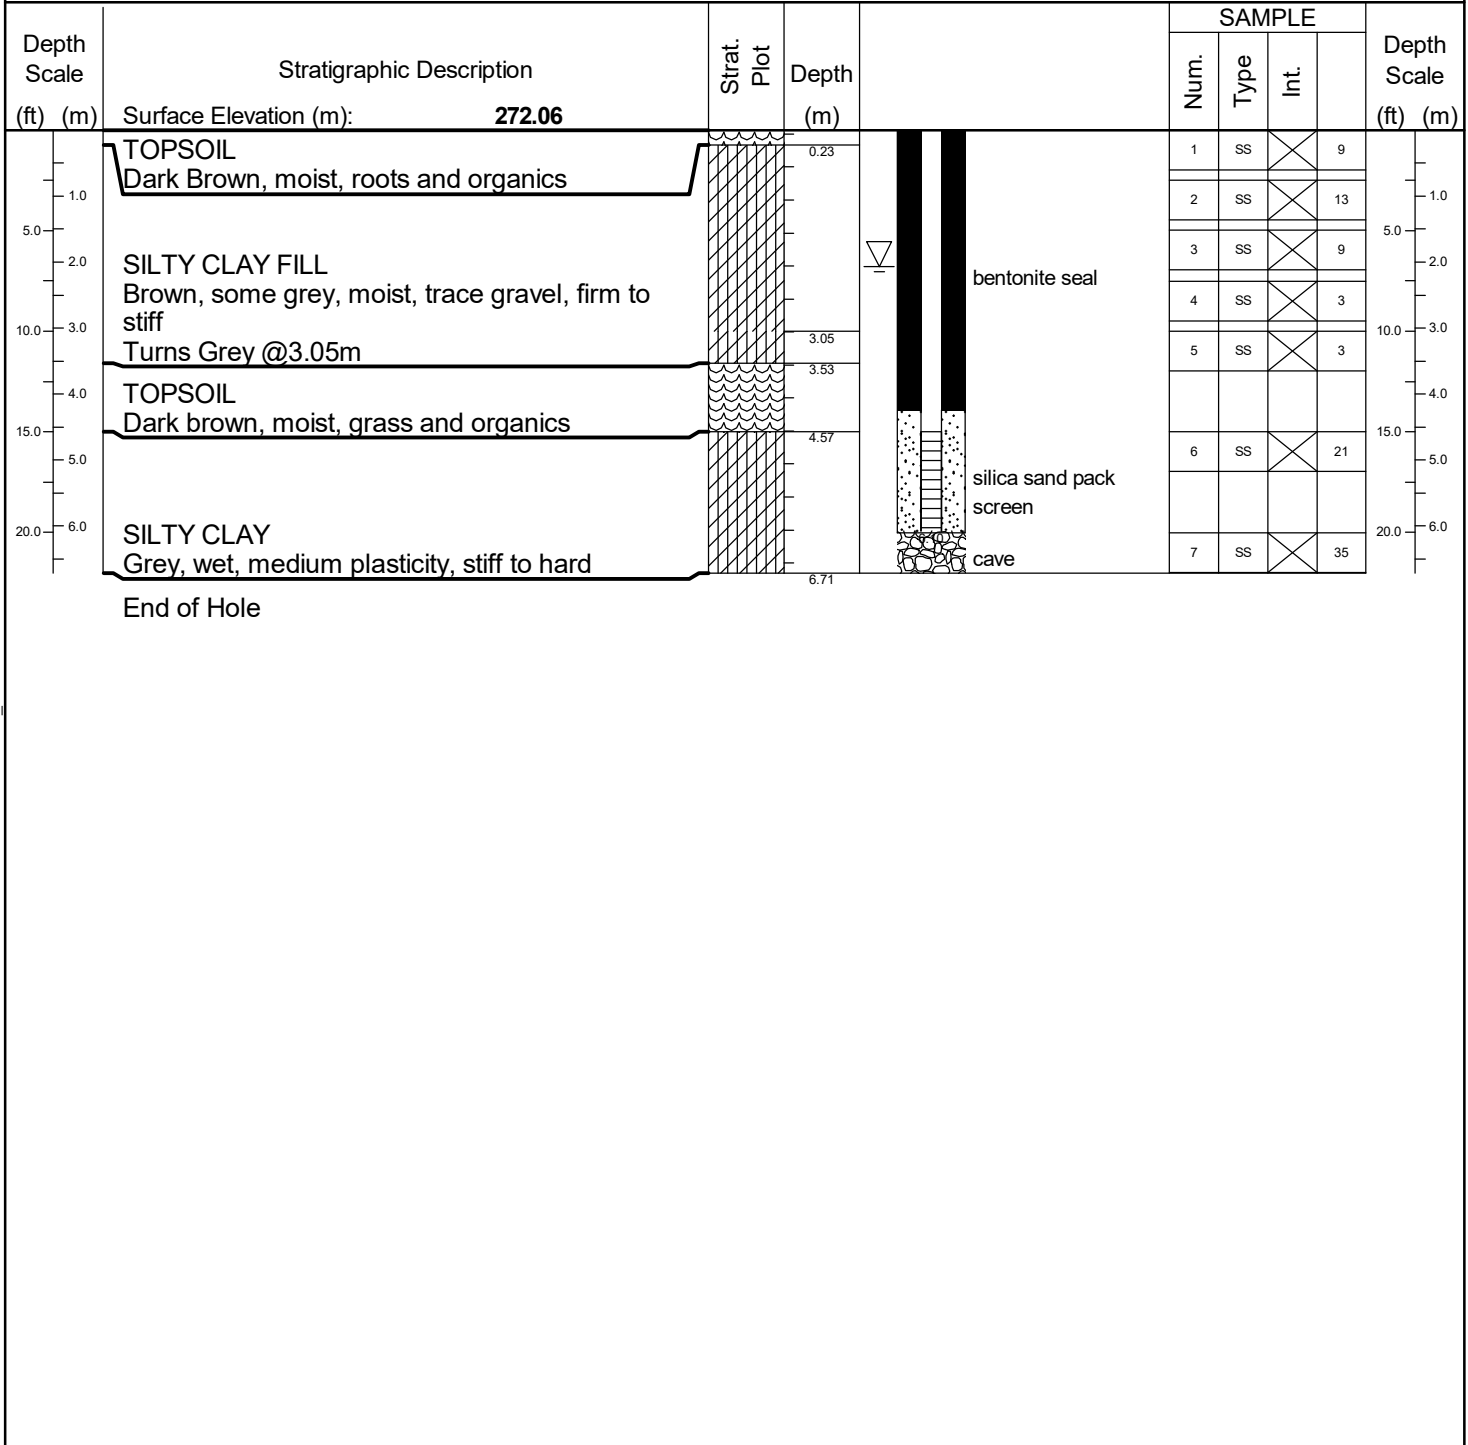 SAMPLE
Depth
Scale
(ft) (m)
Stratigraphic Description
Surface Elevation (m): 272.06
Strat.
Plot
Depth
(m)
Num.
Type
Int.
Depth
Scale
(ft) (m)
TOPSOIL
Dark Brown, moist, roots and organics
SILTY CLAY FILL
Brown, some grey, moist, trace gravel, firm to
stiff
Turns Grey @3.05m
TOPSOIL
Dark brown, moist, grass and organics
SILTY CLAY
Grey, wet, medium plasticity, stiff to hard
End of Hole
1.0
5.0
2.0
10.0
3.0
4.0
15.0
5.0
20.0
6.0
0.23
3.05
3.53
4.57
6.71
bentonite seal
silica sand pack
screen
cave
1 SS 9
2 SS 13
3 SS 9
4 SS 3
5 SS 3
6 SS 21
7 SS 35
1.0
5.0
2.0
10.0
3.0
4.0
15.0
5.0
20.0
6.0